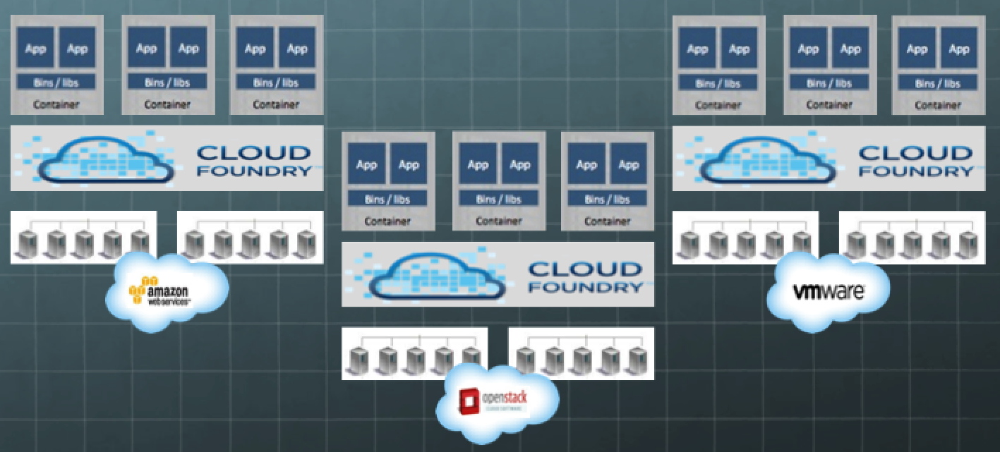 App App
Bins / libs
Container
App App
Bins / libs
Container
App App
Bins / libs
Container
CLOUD
FOUNDRY
amazon
webservices
App App
Bins / libs
Container
App App
Bins / libs
Container
App App
Bins / libs
Container
CLOUD
FOUNDRY
openstack
CLOUD SOFTWARE
App App
Bins / libs
Container
App App
Bins / libs
Container
App App
Bins / libs
Container
CLOUD
FOUNDRY
vmware